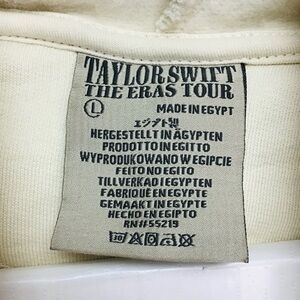 TAYLOR SWIFT
THE ERAS TOUR
L
MADE IN EGYPT
エジプト製
HERGESTELLT IN ÄGYPTEN
PRODOTTO IN EGITTO
WYPRODUKOWANO W EGIPCIE
FEITO NO EGITO
TILLVERKAD I EGYPTEN
FABRIQUÉ EN EGYPTE
GEMAAKT IN EGYPTE
HECHO EN EGIPTO
RN#55219
30